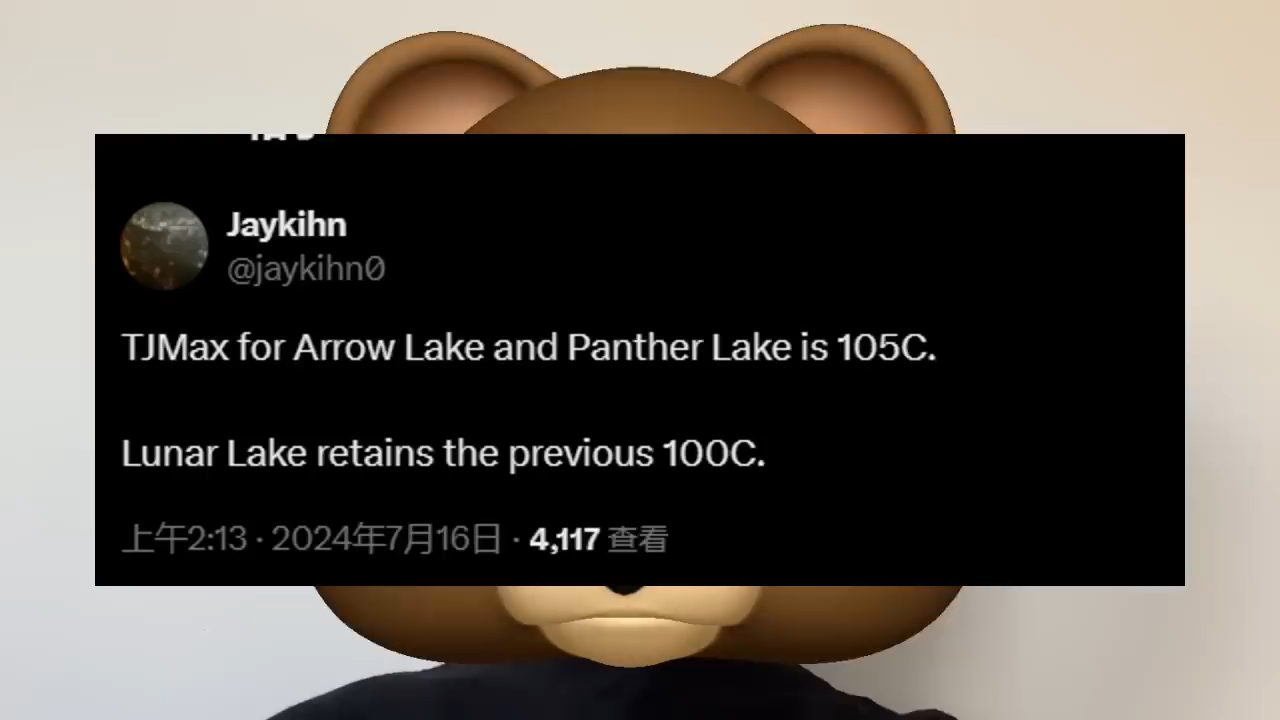 Jaykihn
@jaykihn0
TJMax for Arrow Lake and Panther Lake is 105C.
Lunar Lake retains the previous 100C.
上午2:13 · 2024年7月16日 · 4,117 查看